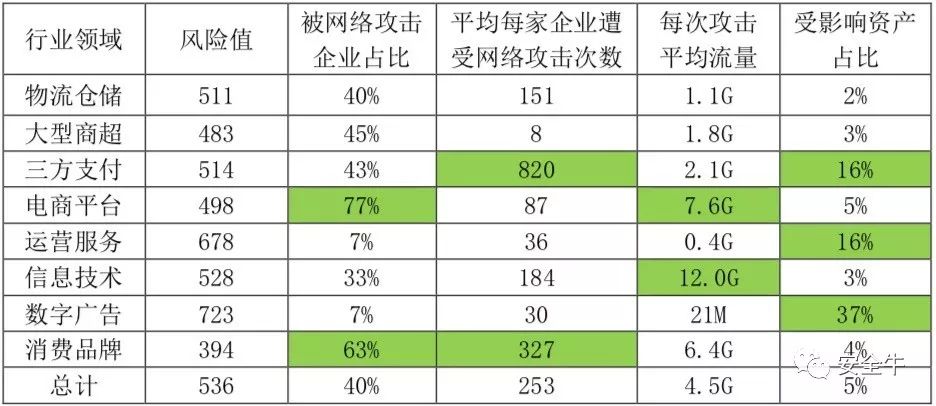 行业领域 风险值 被网络攻击企业占比 平均每家企业遭受网络攻击次数 每次攻击平均流量 受影响资产占比
物流仓储 511 40% 151 1.1G 2%
大型商超 483 45% 8 1.8G 3%
三方支付 514 43% 820 2.1G 16%
电商平台 498 77% 87 7.6G 5%
运营服务 678 7% 36 0.4G 16%
信息技术 528 33% 184 12.0G 3%
数字广告 723 7% 30 21M 37%
消费品牌 394 63% 327 6.4G 4%
总计 536 40% 253 4.5G 5%
安全牛